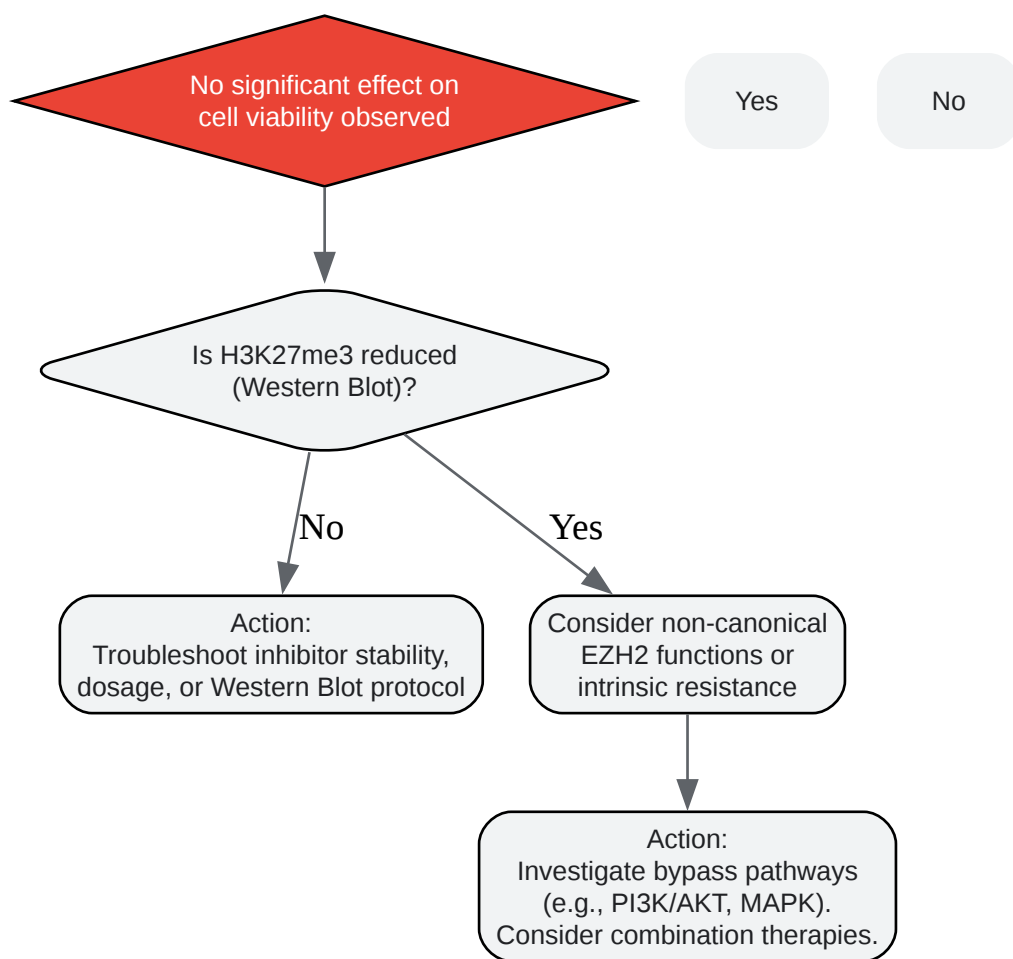 No significant effect on
cell viability observed
Yes
No
Is H3K27me3 reduced
(Western Blot)?
No
Yes
Action:
Troubleshoot inhibitor stability,
dosage, or Western Blot protocol
Consider non-canonical
EZH2 functions or
intrinsic resistance
Action:
Investigate bypass pathways
(e.g., PI3K/AKT, MAPK).
Consider combination therapies.